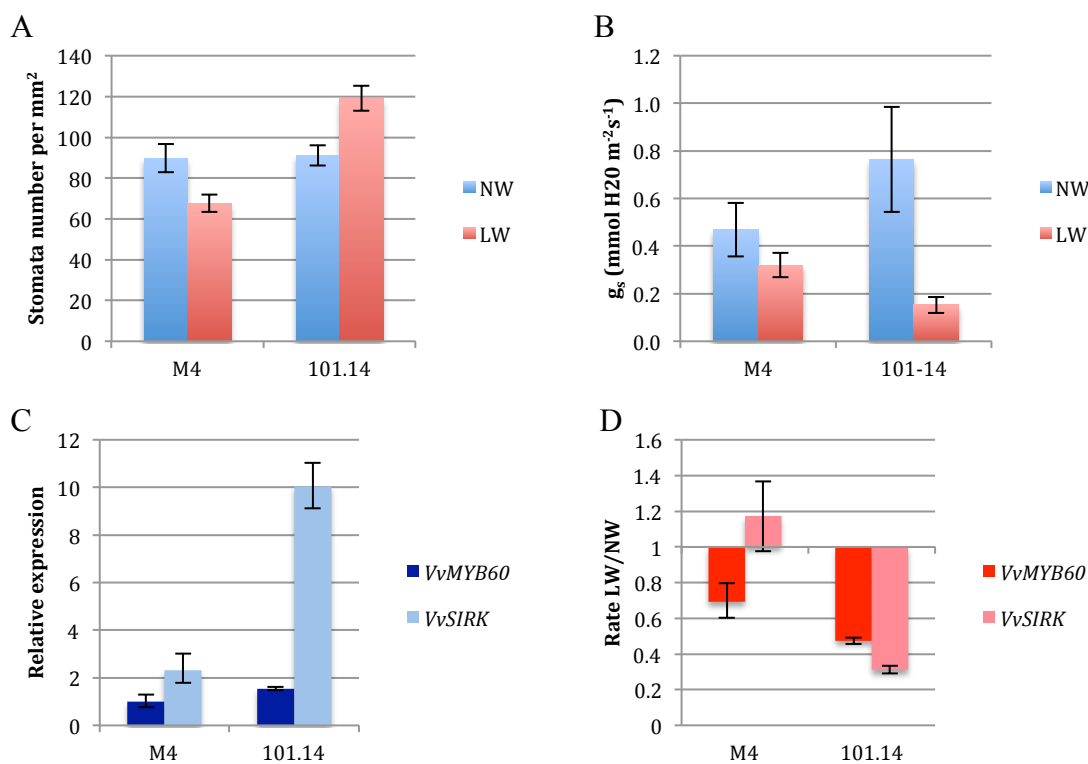 A
Stomata number per mm²
140
120
100
80
60
40
20
0
M4
101.14
NW
LW
B
gs (mmol H20 m-2s-1)
1.2
1.0
0.8
0.6
0.4
0.2
0.0
M4
101-14
NW
LW
C
Relative expression
12
10
8
6
4
2
0
M4
101.14
VvMYB60
VvSIRK
D
Rate LW/NW
1.6
1.4
1.2
1
0.8
0.6
0.4
0.2
0
M4
101.14
VvMYB60
VvSIRK